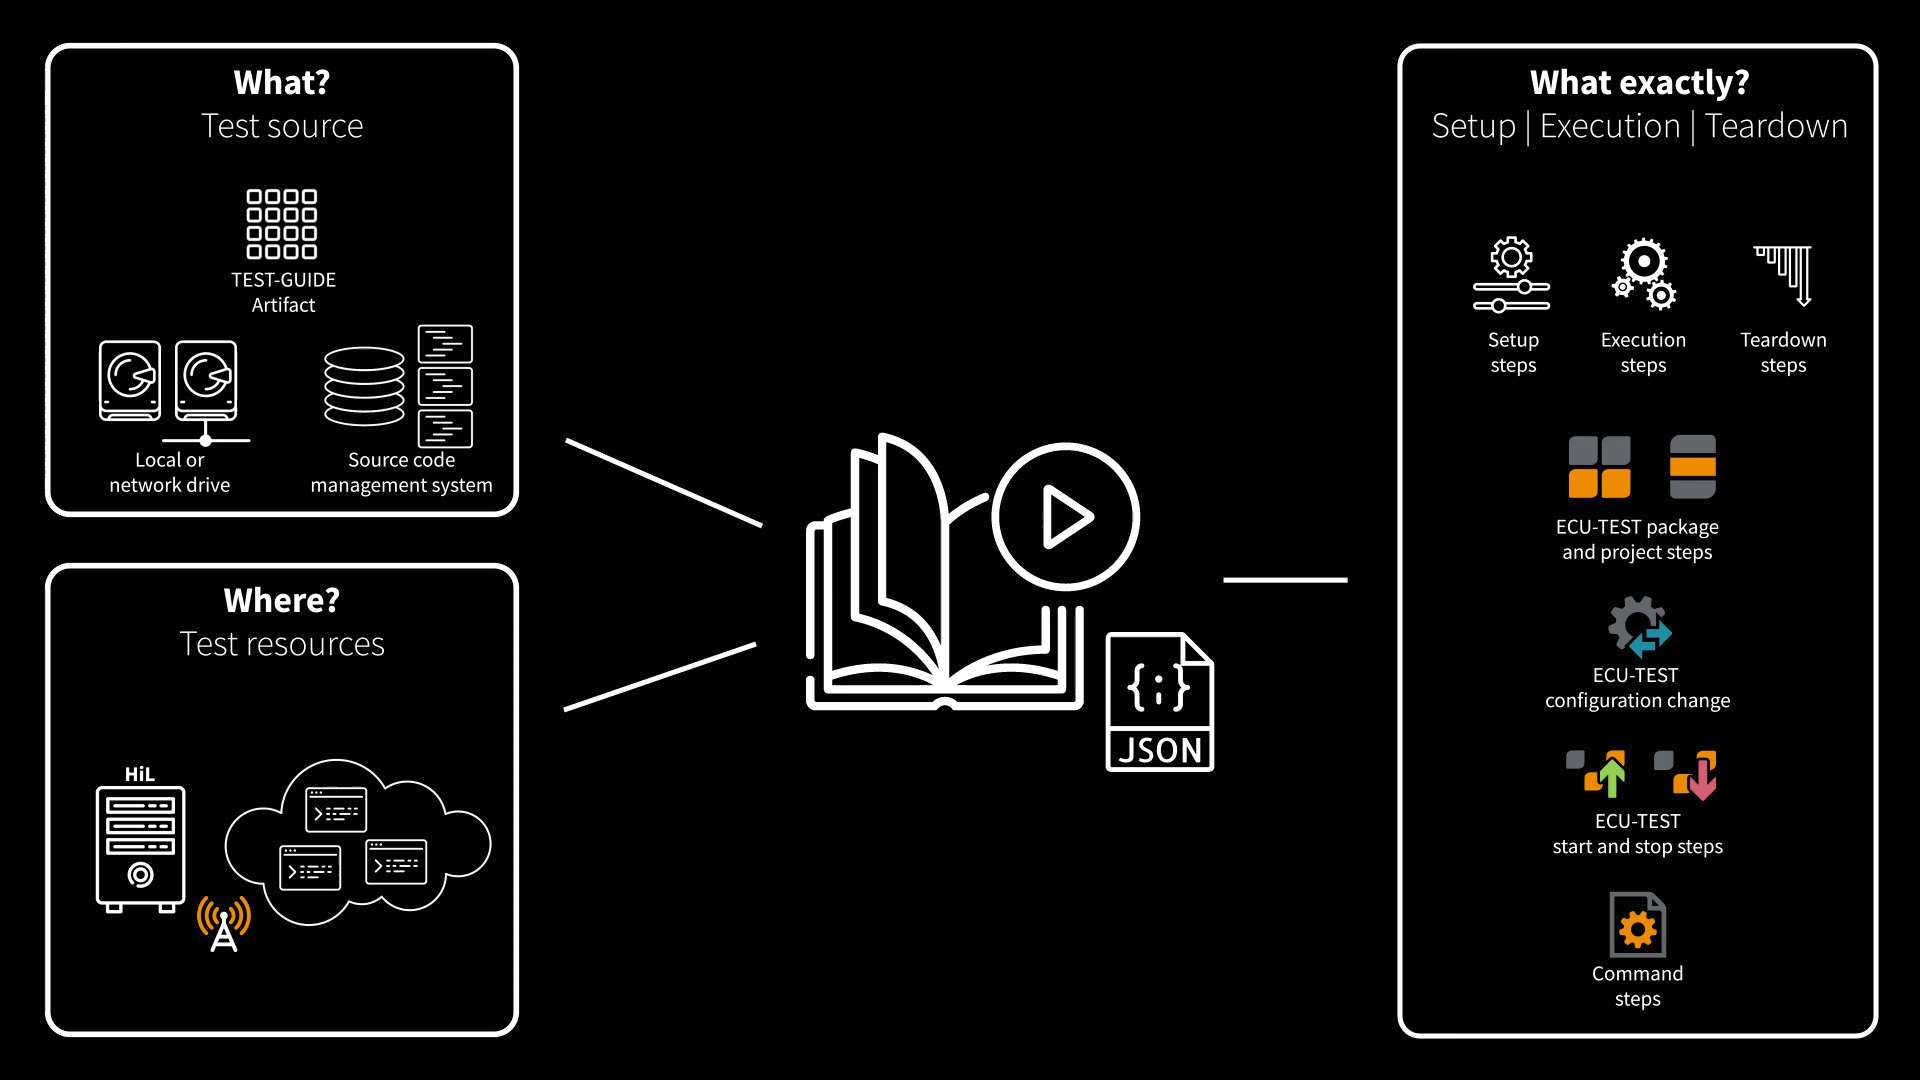 What?
Test source
TEST-GUIDE
Artifact
Local or
network drive
Source code
management system
Where?
Test resources
HiL
{;}
JSON
What exactly?
Setup | Execution | Teardown
Setup
steps
Execution
steps
Teardown
steps
ECU-TEST package
and project steps
ECU-TEST
configuration change
ECU-TEST
start and stop steps
Command
steps